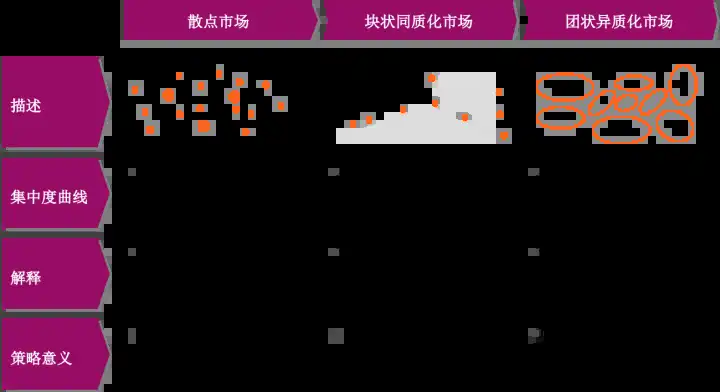 散点市场
块状同质化市场
团状异质化市场
描述
集中度曲线
解释
策略意义